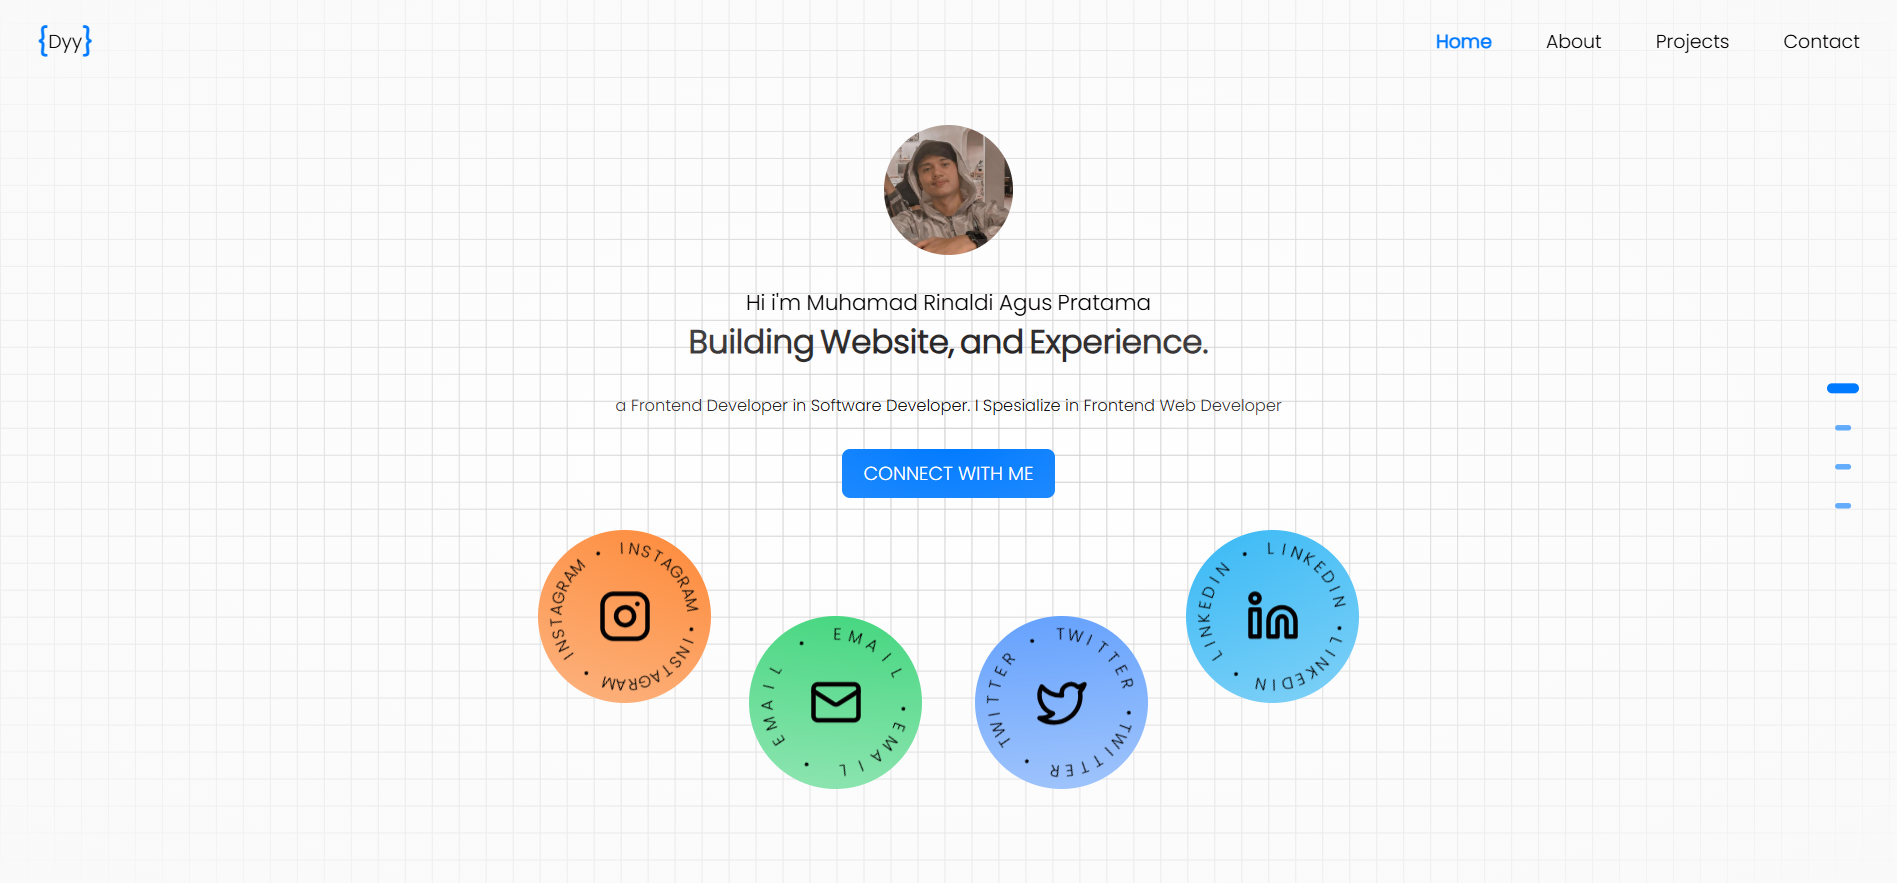 {Dyy}
Home About Projects Contact
Hi i'm Muhamad Rinaldi Agus Pratama
Building Website, and Experience.
a Frontend Developer in Software Developer. I Spesialize in Frontend Web Developer
CONNECT WITH ME
INSTAGRAM • INSTAGRAM • INSTAGRAM •
EMAIL • EMAIL • EMAIL •
TWITTER • TWITTER • TWITTER •
LINKEDIN • LINKEDIN • LINKEDIN •